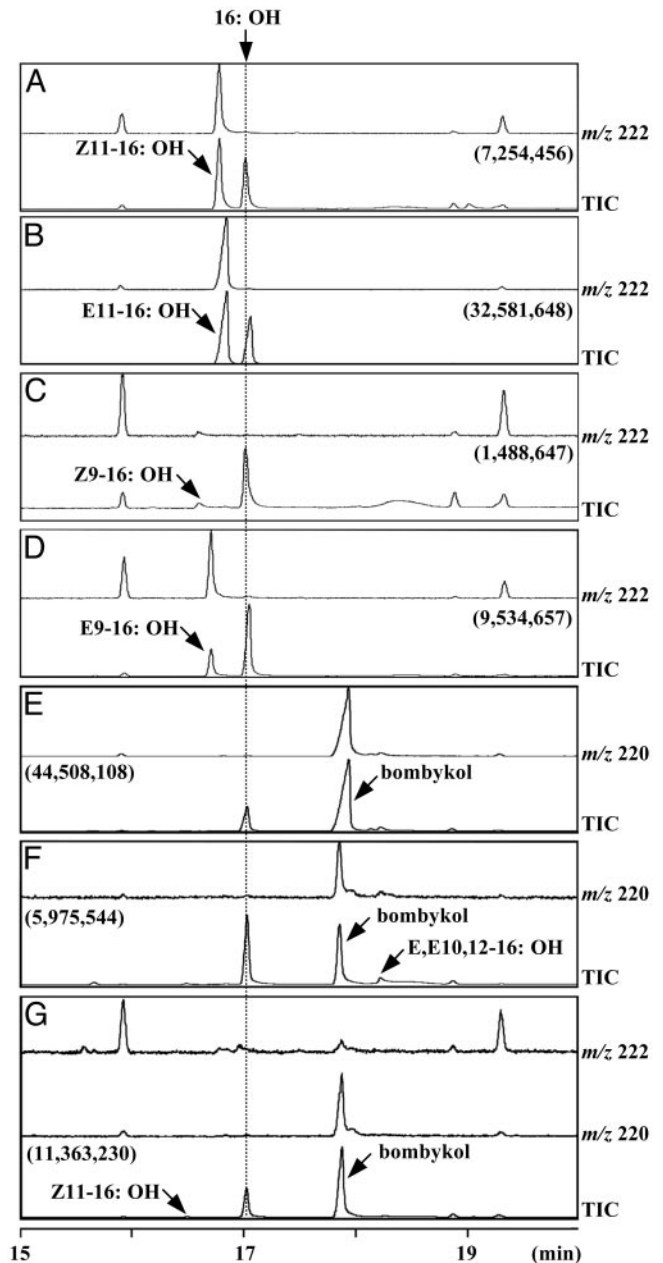 16: OH
A
m/z 222
Z11-16: OH
(7,254,456)
TIC
B
m/z 222
E11-16: OH
(32,581,648)
TIC
C
m/z 222
(1,488,647)
Z9-16: OH
TIC
D
m/z 222
(9,534,657)
E9-16: OH
TIC
E
m/z 220
(44,508,108)
bombykol
TIC
F
m/z 220
(5,975,544)
bombykol
E,E10,12-16: OH
TIC
G
m/z 222
m/z 220
(11,363,230)
bombykol
Z11-16: OH
TIC
15 17 19 (min)